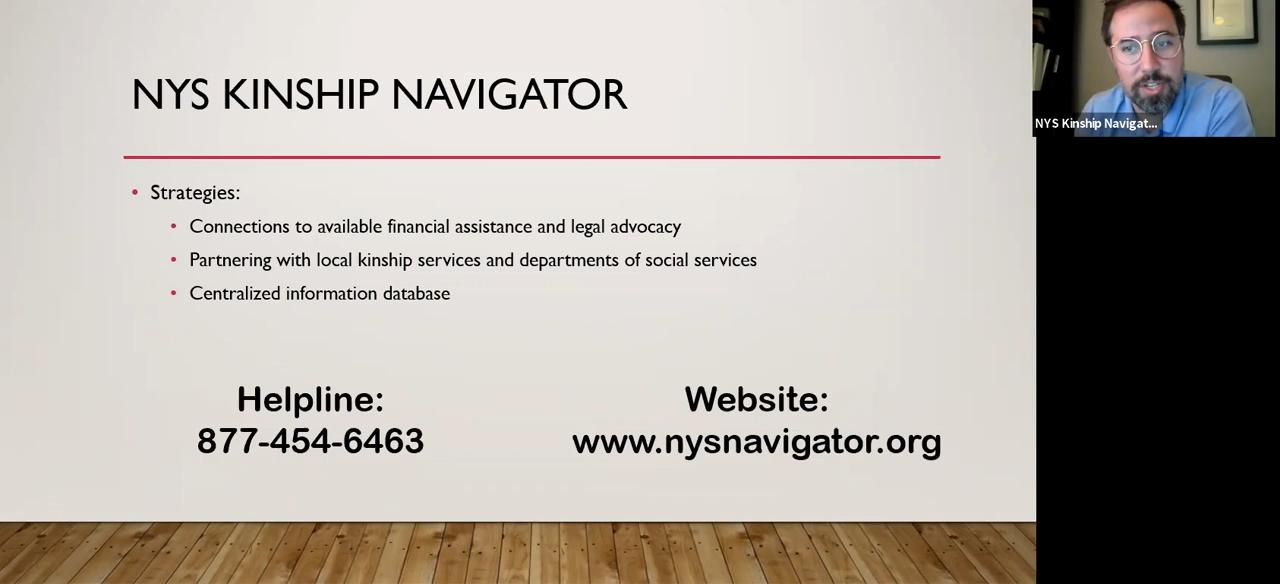 NYS KINSHIP NAVIGATOR
• Strategies:
• Connections to available financial assistance and legal advocacy
• Partnering with local kinship services and departments of social services
• Centralized information database
Helpline:
877-454-6463
Website:
www.nysnavigator.org
NYS Kinship Navigat...